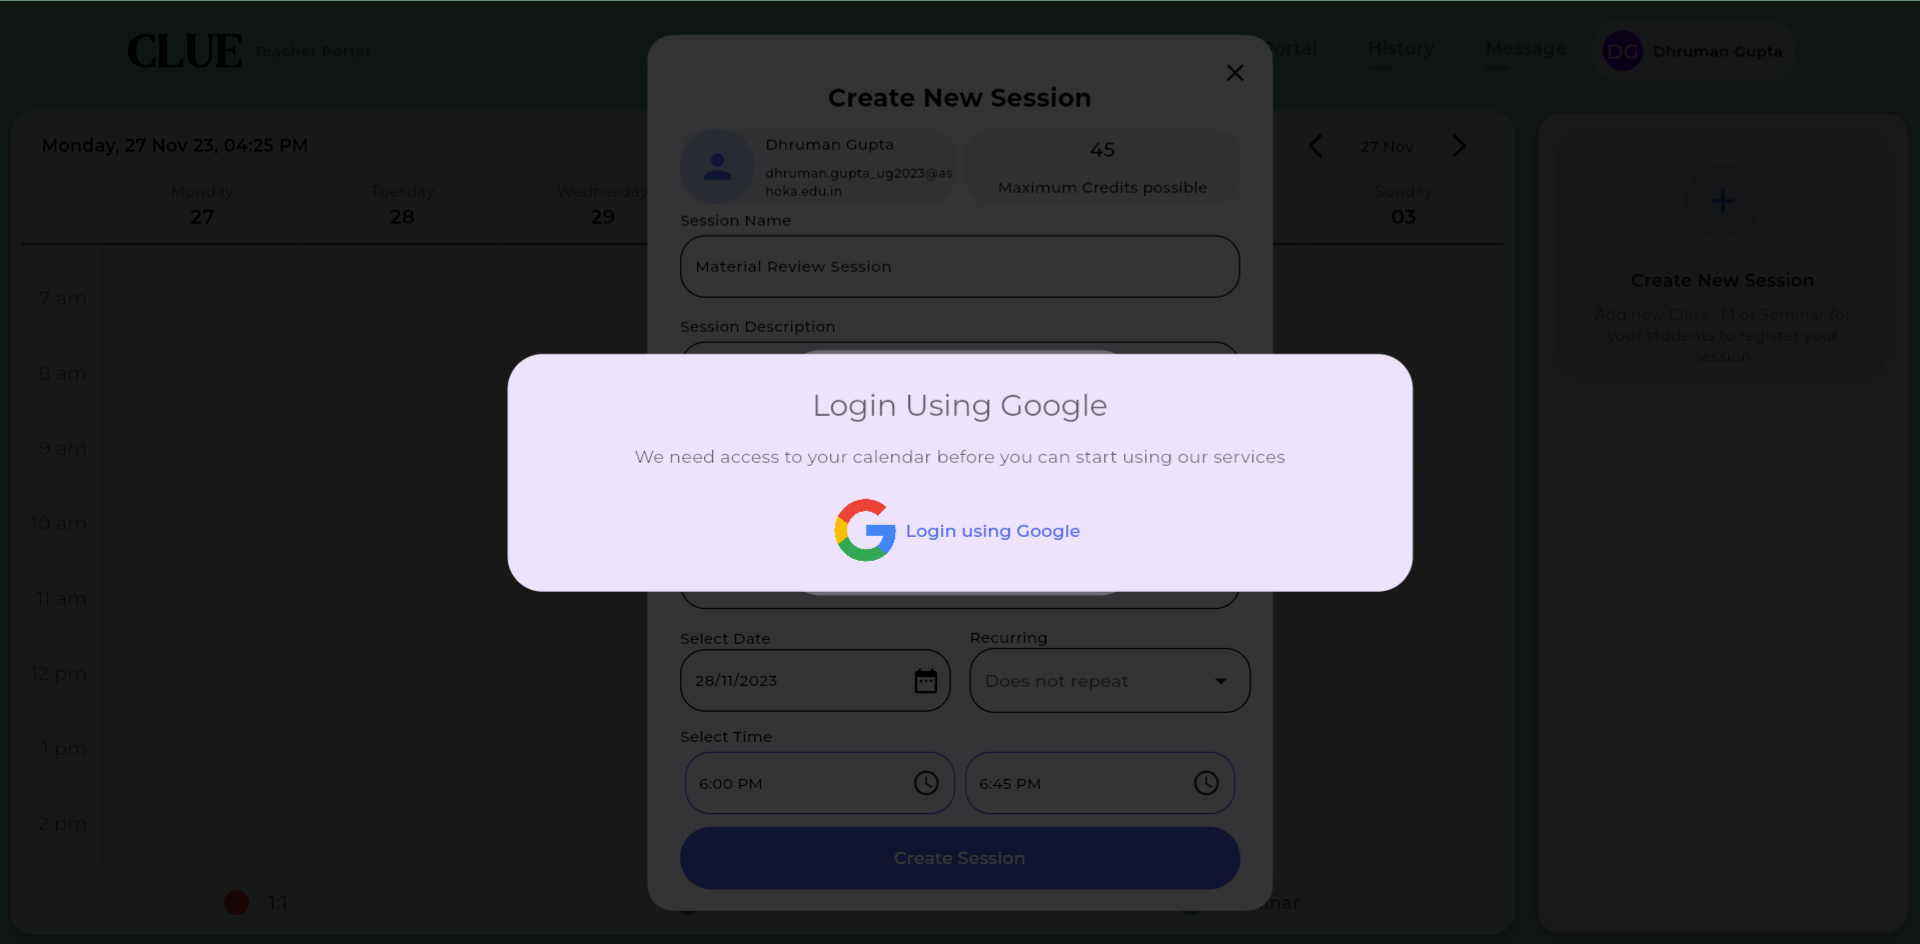 CLUE Teacher Portal
ortal
History
Message
DG
Dhruman Gupta
Create New Session
Monday, 27 Nov 23, 04:25 PM
27 Nov
Dhruman Gupta
dhruman.gupta_ug2023@as
hoka.edu.in
45
Maximum Credits possible
Monday
27
Tuesday
28
Wednesday
29
Sunday
03
Session Name
Material Review Session
Session Description
Create New Session
Add new Class , 1:1 or Seminar for
your students to register your
session
7 am
8 am
9 am
10 am
11 am
12 pm
1 pm
2 pm
Login Using Google
We need access to your calendar before you can start using our services
Login using Google
Select Date
28/11/2023
Recurring
Does not repeat
Select Time
6:00 PM
6:45 PM
Create Session
1:1
inar